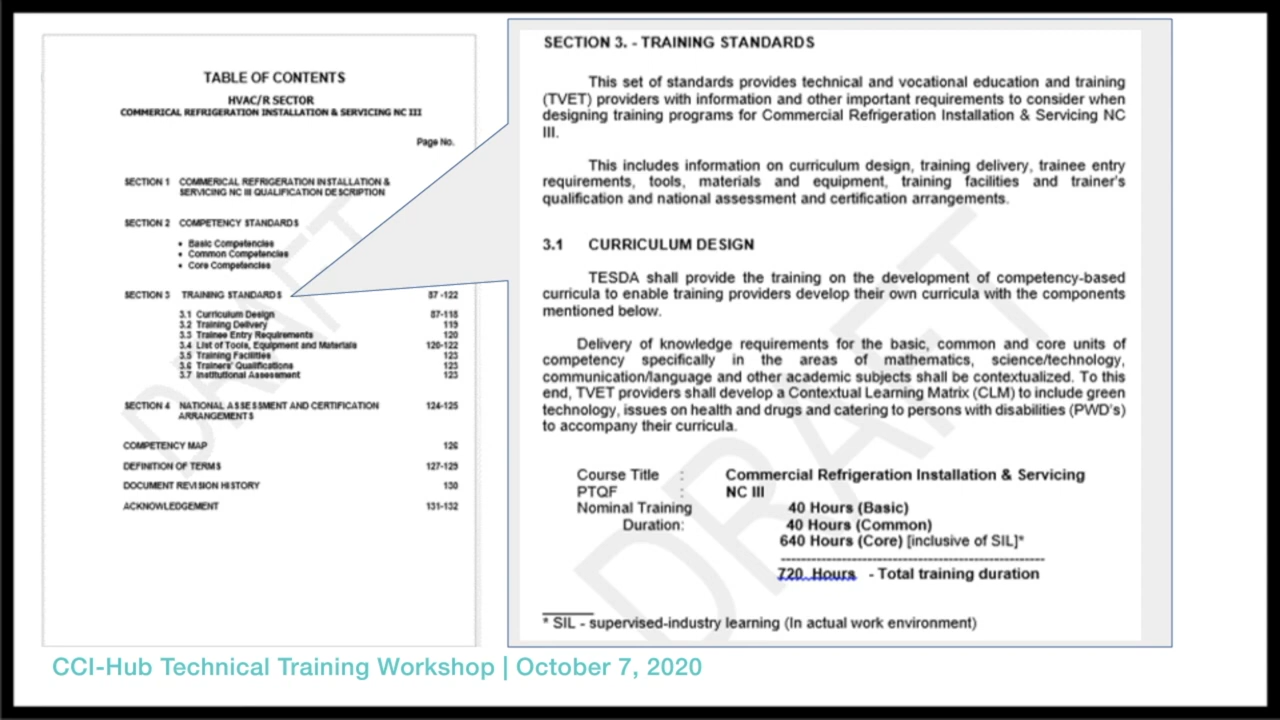 TABLE OF CONTENTS
HVAC/R SECTOR
COMMERICAL REFRIGERATION INSTALLATION & SERVICING NC III
Page No.
SECTION 1 COMMERICAL REFRIGERATION INSTALLATION &
SERVICING NC III QUALIFICATION DESCRIPTION
SECTION 2 COMPETENCY STANDARDS
• Basic Competencies
• Common Competencies
• Core Competencies
SECTION 3 TRAINING STANDARDS 87-122
3.1 Curriculum Design 87-118
3.2 Training Delivery 119
3.3 Trainee Entry Requirements 120
3.4 List of Tools, Equipment and Materials 120-122
3.5 Training Facilities 123
3.6 Trainers' Qualifications 123
3.7 Institutional Assessment 123
SECTION 4 NATIONAL ASSESSMENT AND CERTIFICATION 124-125
ARRANGEMENTS
COMPETENCY MAP 126
DEFINITION OF TERMS 127-129
DOCUMENT REVISION HISTORY 130
ACKNOWLEDGEMENT 131-132
DRAFT
SECTION 3. - TRAINING STANDARDS
This set of standards provides technical and vocational education and training
(TVET) providers with information and other important requirements to consider when
designing training programs for Commercial Refrigeration Installation & Servicing NC
III.
This includes information on curriculum design, training delivery, trainee entry
requirements, tools, materials and equipment, training facilities and trainer's
qualification and national assessment and certification arrangements.
3.1 CURRICULUM DESIGN
TESDA shall provide the training on the development of competency-based
curricula to enable training providers develop their own curricula with the components
mentioned below.
Delivery of knowledge requirements for the basic, common and core units of
competency specifically in the areas of mathematics, science/technology,
communication/language and other academic subjects shall be contextualized. To this
end, TVET providers shall develop a Contextual Learning Matrix (CLM) to include green
technology, issues on health and drugs and catering to persons with disabilities (PWD's)
to accompany their curricula.
Course Title : Commercial Refrigeration Installation & Servicing
PTQF : NC III
Nominal Training 40 Hours (Basic)
Duration: 40 Hours (Common)
640 Hours (Core) [inclusive of SIL]*
720 Hours - Total training duration
* SIL - supervised-industry learning (In actual work environment)
DRAFT
CCI-Hub Technical Training Workshop | October 7, 2020